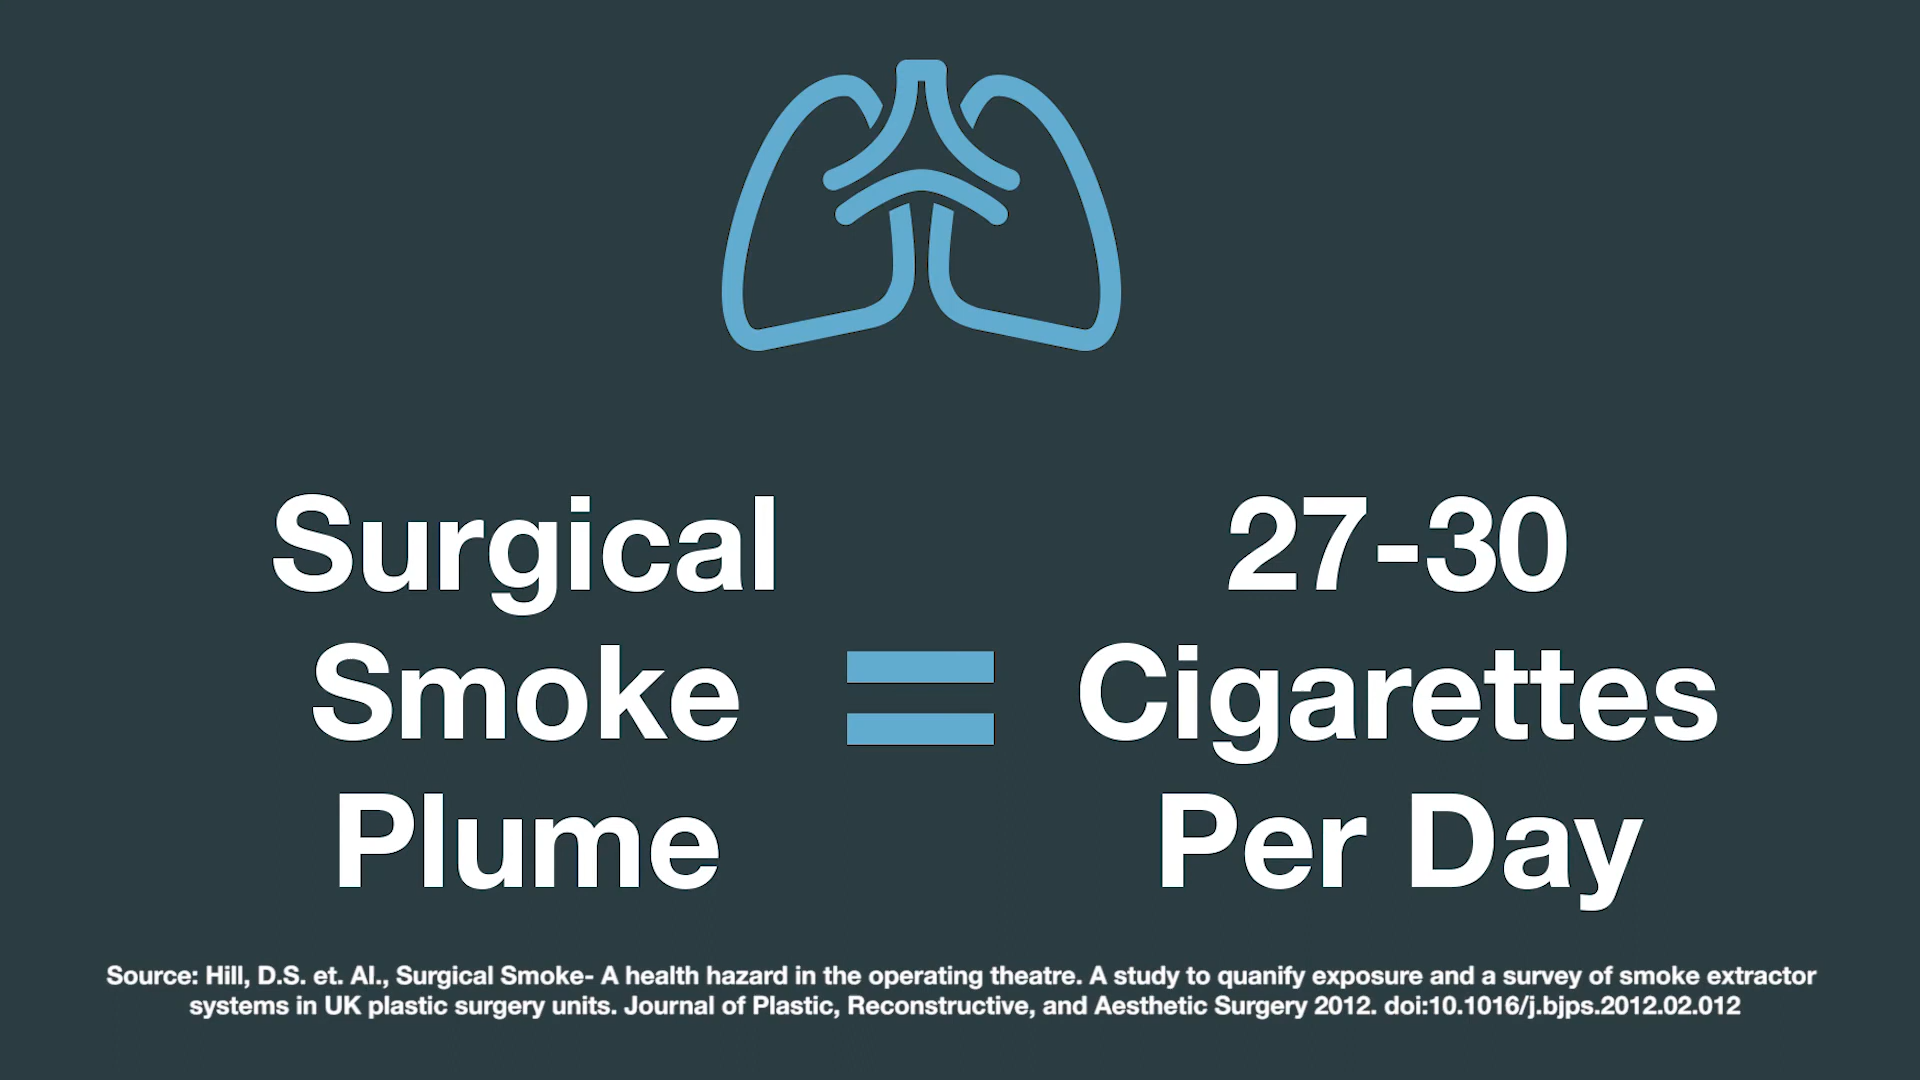 Surgical
Smoke
Plume
=
27-30
Cigarettes
Per Day
Source: Hill, D.S. et. Al., Surgical Smoke- A health hazard in the operating theatre. A study to quanify exposure and a survey of smoke extractor
systems in UK plastic surgery units. Journal of Plastic, Reconstructive, and Aesthetic Surgery 2012. doi:10.1016/j.bjps.2012.02.012